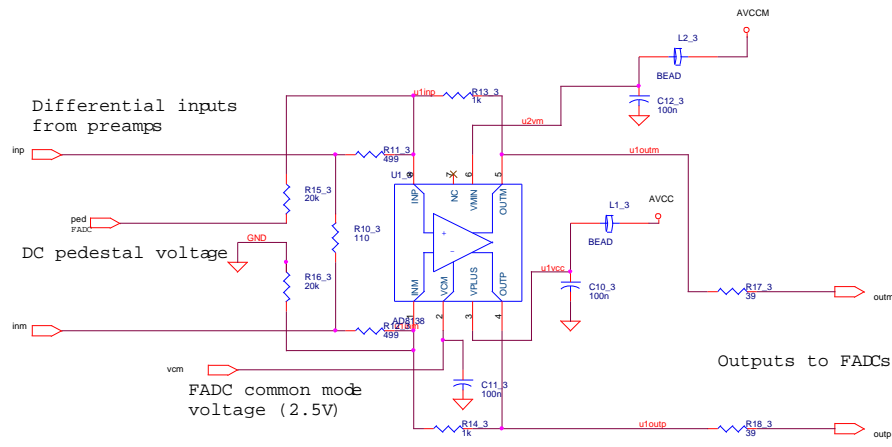 AVCCM
L2_3
BEAD
C12_3
100n
u1inp
R13_3
1k
u2vm
Differential inputs
from preamps
inp
R11_3
499
u1outm
U1_3
8
7
6
5
INP
NC
VMIN
OUTM
R15_3
20k
ped
FADC
R10_3
110
L1_3
AVCC
BEAD
GND
DC pedestal voltage
u1vcc
R16_3
20k
INM
VCM
VPLUS
OUTP
C10_3
100n
R17_3
39
outm
AD8138
inm
499
1
2
3
4
vcm
Outputs to FADCs
FADC common mode
voltage (2.5V)
C11_3
100n
R14_3
1k
u1outp
R18_3
39
outp